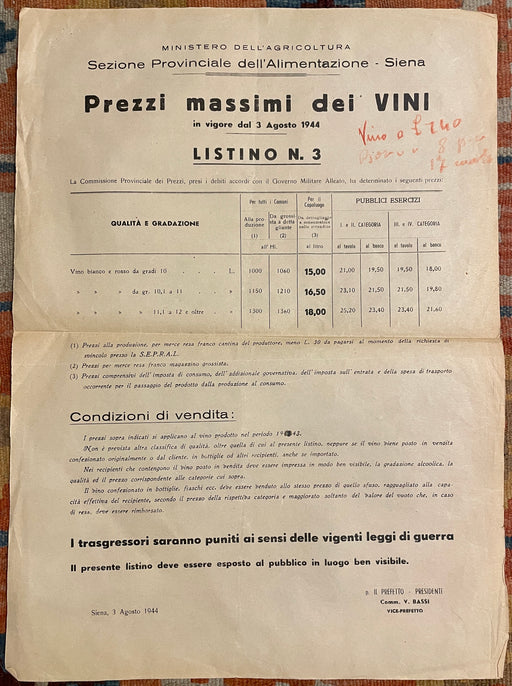 MINISTERO DELL'AGRICOLTURA
Sezione Provinciale dell'Alimentazione - Siena
Prezzi massimi dei VINI
in vigore dal 3 Agosto 1944
Vino a £ 240
LISTINO N. 3
La Commissione Provinciale dei Prezzi, presi i debiti accordi con il Governo Militare Alleato, ha determinato i seguenti prezzi:
QUALITÀ E GRADAZIONE
Per tutti i Comuni
Per il Capoluogo
PUBBLICI ESERCIZI
Alla produzione (1)
Da grossista a dettagliante (2)
Da dettagliante a consumatore (3)
I. e II. CATEGORIA
III. e IV. CATEGORIA
all' Hl.
al litro
al tavolo
al banco
al tavolo
al banco
Vino bianco e rosso da gradi 10 . . . . L. 1000 1060 15,00 21,00 19,50 19,50 18,00
» » » da gr. 10,1 a 11 . . . » 1150 1210 16,50 23,10 21,50 21,50 19,80
» » » 11,1 a 12 e oltre . . » 1300 1360 18,00 25,20 23,40 23,40 21,60
(1) Prezzi alla produzione, per merce resa franco cantina del produttore, meno L. 30 da pagarsi al momento della richiesta di
svincolo presso la S.E.P.R.A.L.
(2) Prezzi per merce resa franco magazzino grossista.
(3) Prezzi comprensivi dell'imposta di consumo, dell'addizionale governativa, dell'imposta sull'entrata e della spesa di trasporto
occorrente per il passaggio del prodotto dalla produzione al consumo.
Condizioni di vendita:
I prezzi sopra indicati si applicano al vino prodotto nel periodo 1943.
Non è prevista altra classifica di qualità, oltre quella di cui al presente listino, neppure se il vino viene posto in vendita
confezionato originalmente o dal cliente, in bottiglie od altri recipienti, anche se importato.
Nei recipienti che contengono il vino posto in vendita deve essere impressa in modo ben visibile, la gradazione alcoolica, la
qualità ed il prezzo corrispondente alle categorie cui sopra.
Il vino confezionato in bottiglie, fiaschi ecc. deve essere venduto allo stesso prezzo di quello sfuso, ragguagliato alla capa-
cità effettiva del recipiente, secondo il prezzo della rispettiva categoria e maggiorato soltanto del valore del vuoto che, in caso
di resa, deve essere rimborsato.
I trasgressori saranno puniti ai sensi delle vigenti leggi di guerra
Il presente listino deve essere esposto al pubblico in luogo ben visibile.
p. IL PREFETTO - PRESIDENTE
Comm. V. BASSI
VICE-PREFETTO
Siena, 3 Agosto 1944